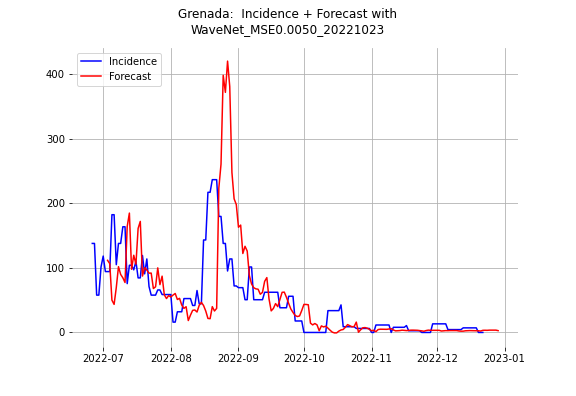 Grenada:  Incidence + Forecast with
WaveNet_MSE0.0050_20221023
Incidence
Forecast
400
300
200
100
0
2022-07 2022-08 2022-09 2022-10 2022-11 2022-12 2023-01